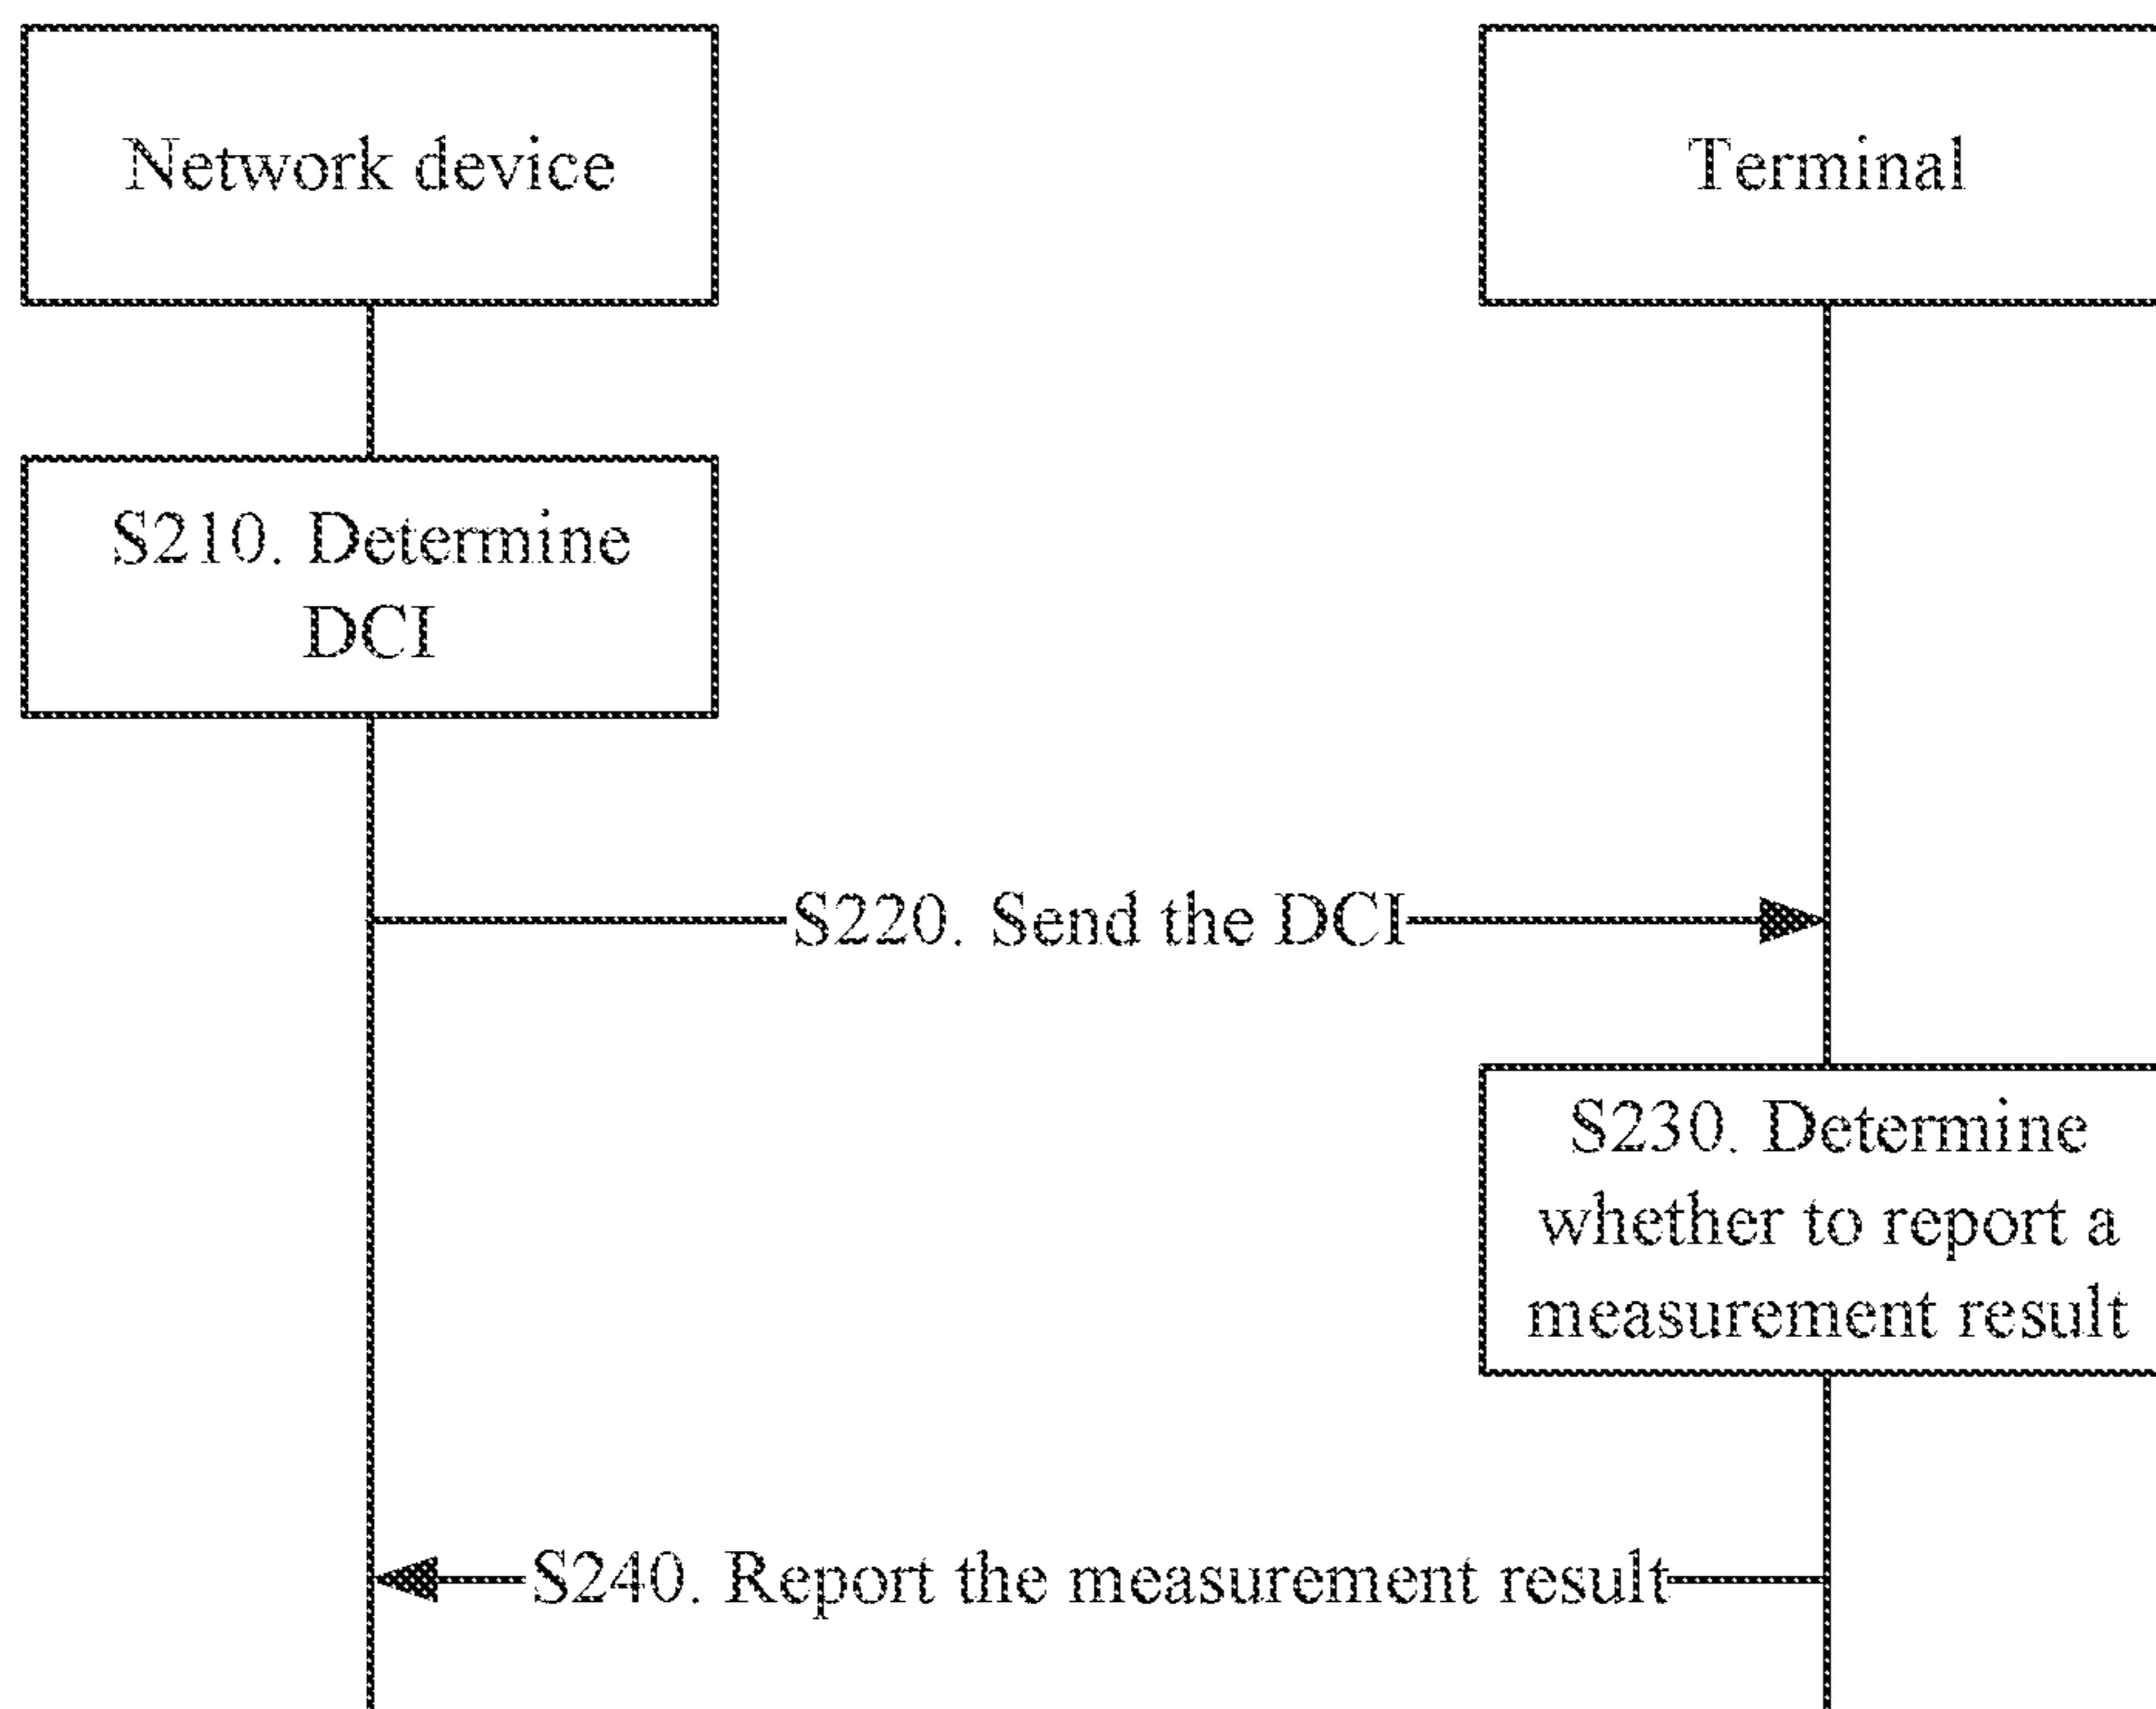 Network device
Terminal
S210. Determine
DCI
S220. Send the DCI
S230. Determine
whether to report a
measurement result
S240. Report the measurement result